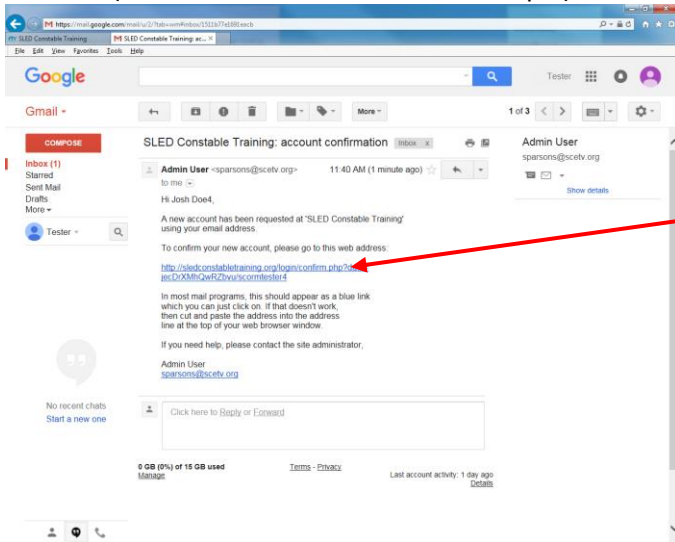 https://mail.google.com/mail/u/2/?tab=wm#inbox/1511b77e1691eacb
SLED Constable Training
SLED Constable Training: ac...
File Edit View Favorites Tools Help
Google
Tester
Gmail
More
1 of 3
COMPOSE
SLED Constable Training: account confirmation Inbox x
Admin User
sparsons@scetv.org
Show details
Inbox (1)
Starred
Sent Mail
Drafts
More
Tester
Admin User <sparsons@scetv.org> 11:40 AM (1 minute ago)
to me
Hi Josh Doe4,
A new account has been requested at 'SLED Constable Training'
using your email address.
To confirm your new account, please go to this web address:
http://sledconstabletraining.org/login/confirm.php?
jecDrXMhQwRZbvu/scormtester4
In most mail programs, this should appear as a blue link
which you can just click on. If that doesn't work,
then cut and paste the address into the address
line at the top of your web browser window.
If you need help, please contact the site administrator,
Admin User
sparsons@scetv.org
No recent chats
Start a new one
Click here to Reply or Forward
0 GB (0%) of 15 GB used
Manage
Terms - Privacy
Last account activity: 1 day ago
Details